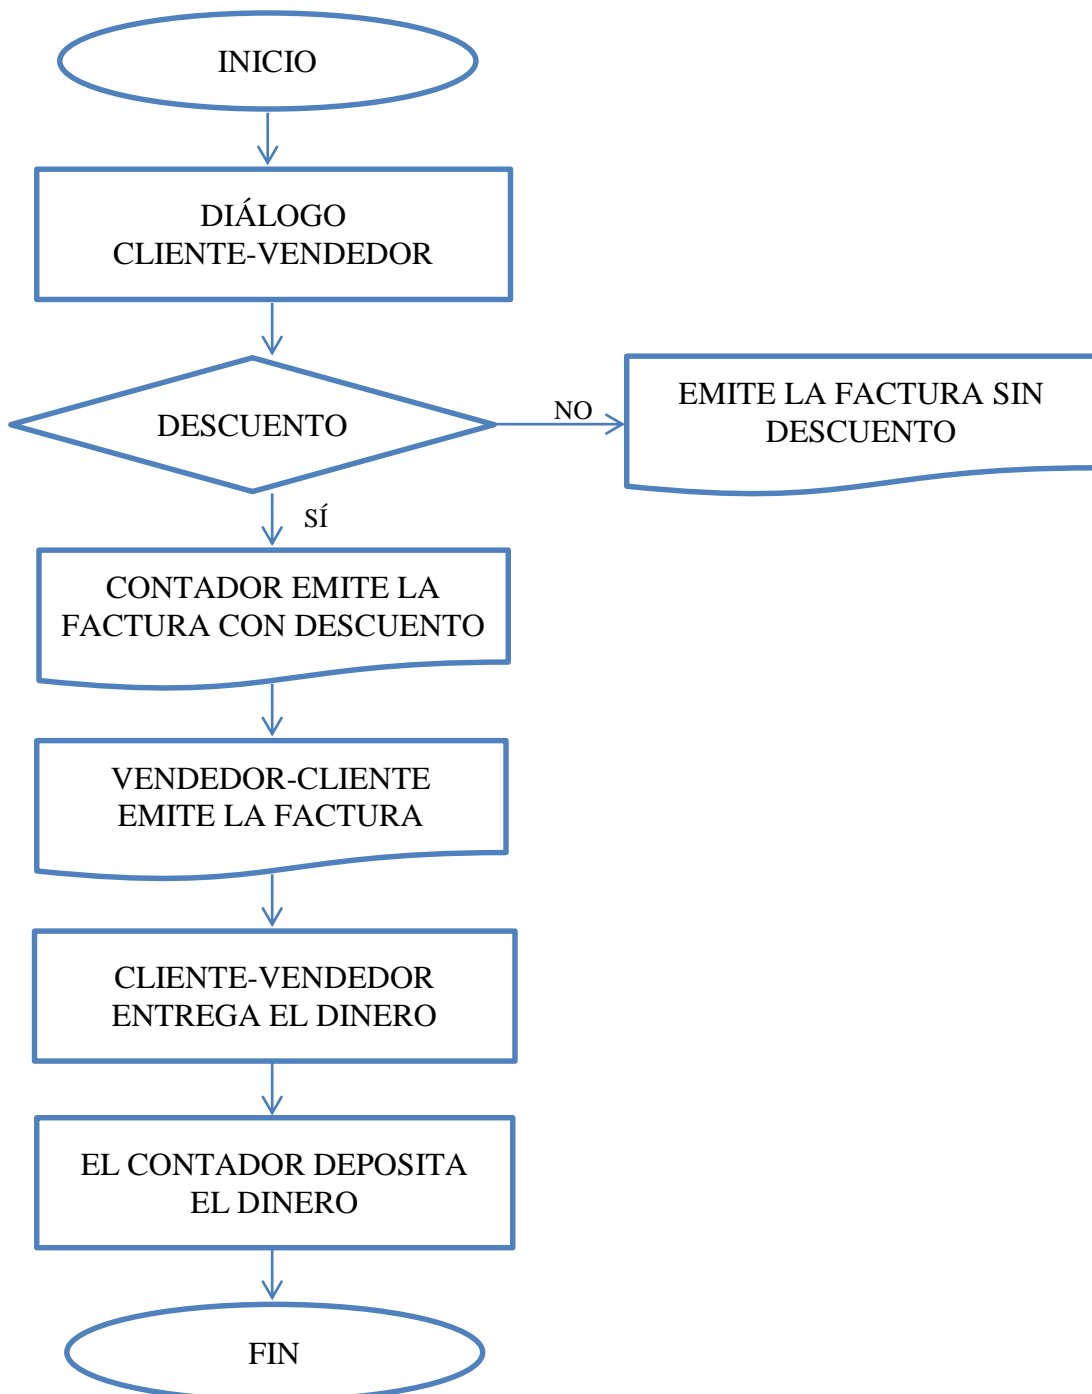 INICIO
DIÁLOGO
CLIENTE-VENDEDOR
DESCUENTO
NO
EMITE LA FACTURA SIN
DESCUENTO
SÍ
CONTADOR EMITE LA
FACTURA CON DESCUENTO
VENDEDOR-CLIENTE
EMITE LA FACTURA
CLIENTE-VENDEDOR
ENTREGA EL DINERO
EL CONTADOR DEPOSITA
EL DINERO
FIN